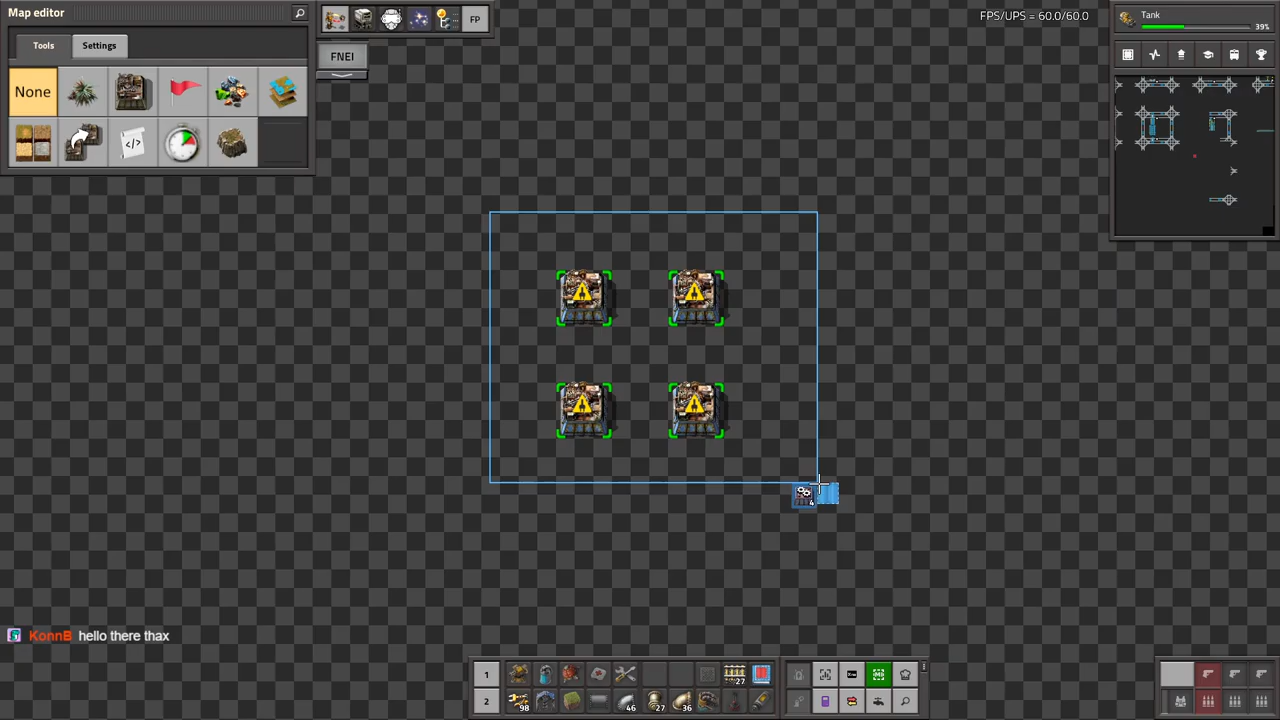 Map editor
Tools
Settings
None
</>
FP
FNEI
FPS/UPS = 60.0/60.0
Tank
39%
4
KonnB hello there thax
1
27
2
98
46
27
36